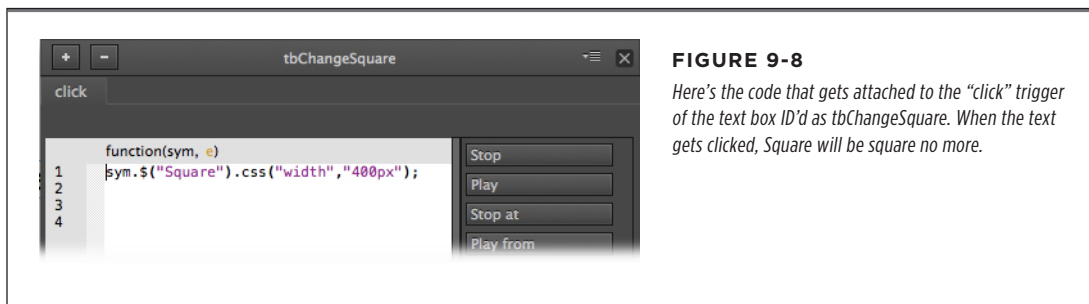 + - tbChangeSquare
click
function(sym, e)
1 sym.$("Square").css("width","400px");
2
3
4
Stop
Play
Stop at
Play from
FIGURE 9-8
Here’s the code that gets attached to the “click” trigger
of the text box ID’d as tbChangeSquare. When the text
gets clicked, Square will be square no more.